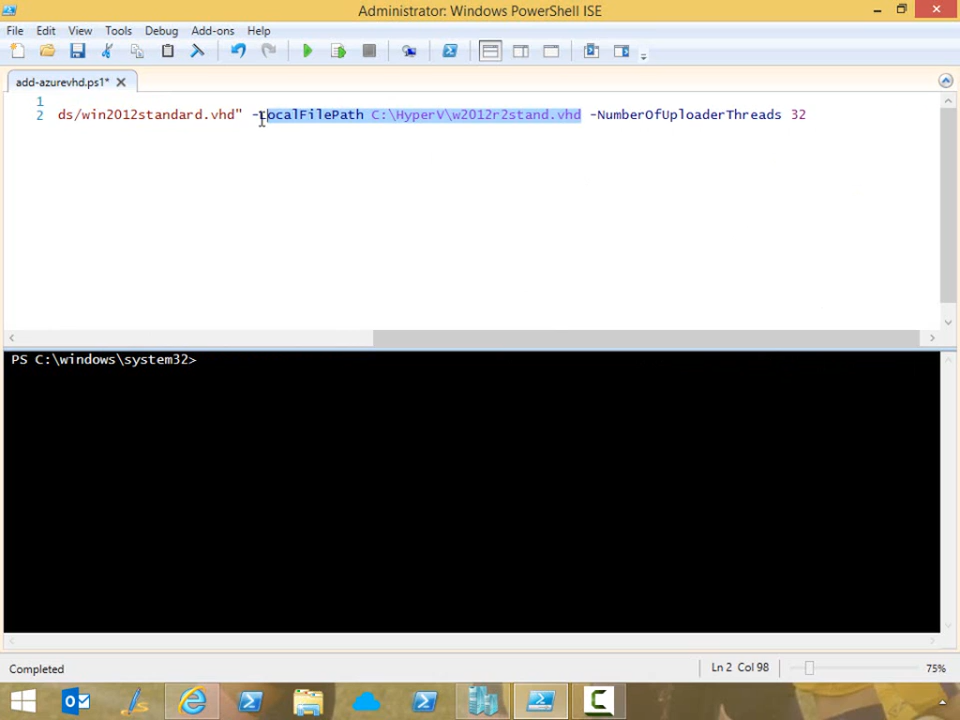 Administrator: Windows PowerShell ISE
File Edit View Tools Debug Add-ons Help
add-azurevhd.ps1*
1
2 ds/win2012standard.vhd" -LocalFilePath C:\HyperV\w2012r2stand.vhd -NumberOfUploaderThreads 32
PS C:\windows\system32>
Completed Ln 2 Col 98 75%